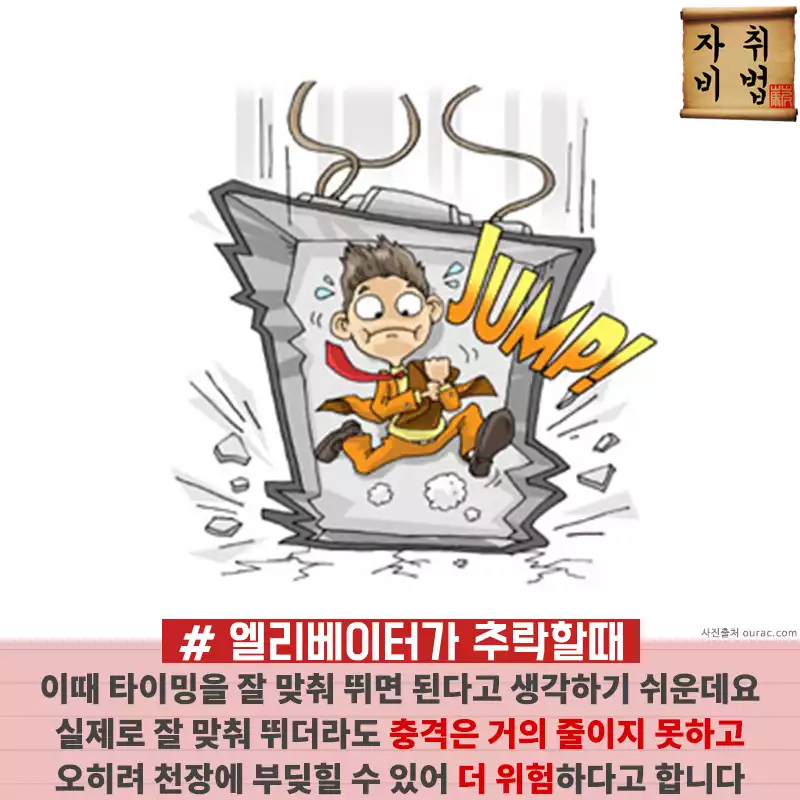 자취
비법
JUMP!
사진출처 ourac.com
# 엘리베이터가 추락할때
이때 타이밍을 잘 맞춰 뛰면 된다고 생각하기 쉬운데요
실제로 잘 맞춰 뛰더라도 충격은 거의 줄이지 못하고
오히려 천장에 부딪힐 수 있어 더 위험하다고 합니다